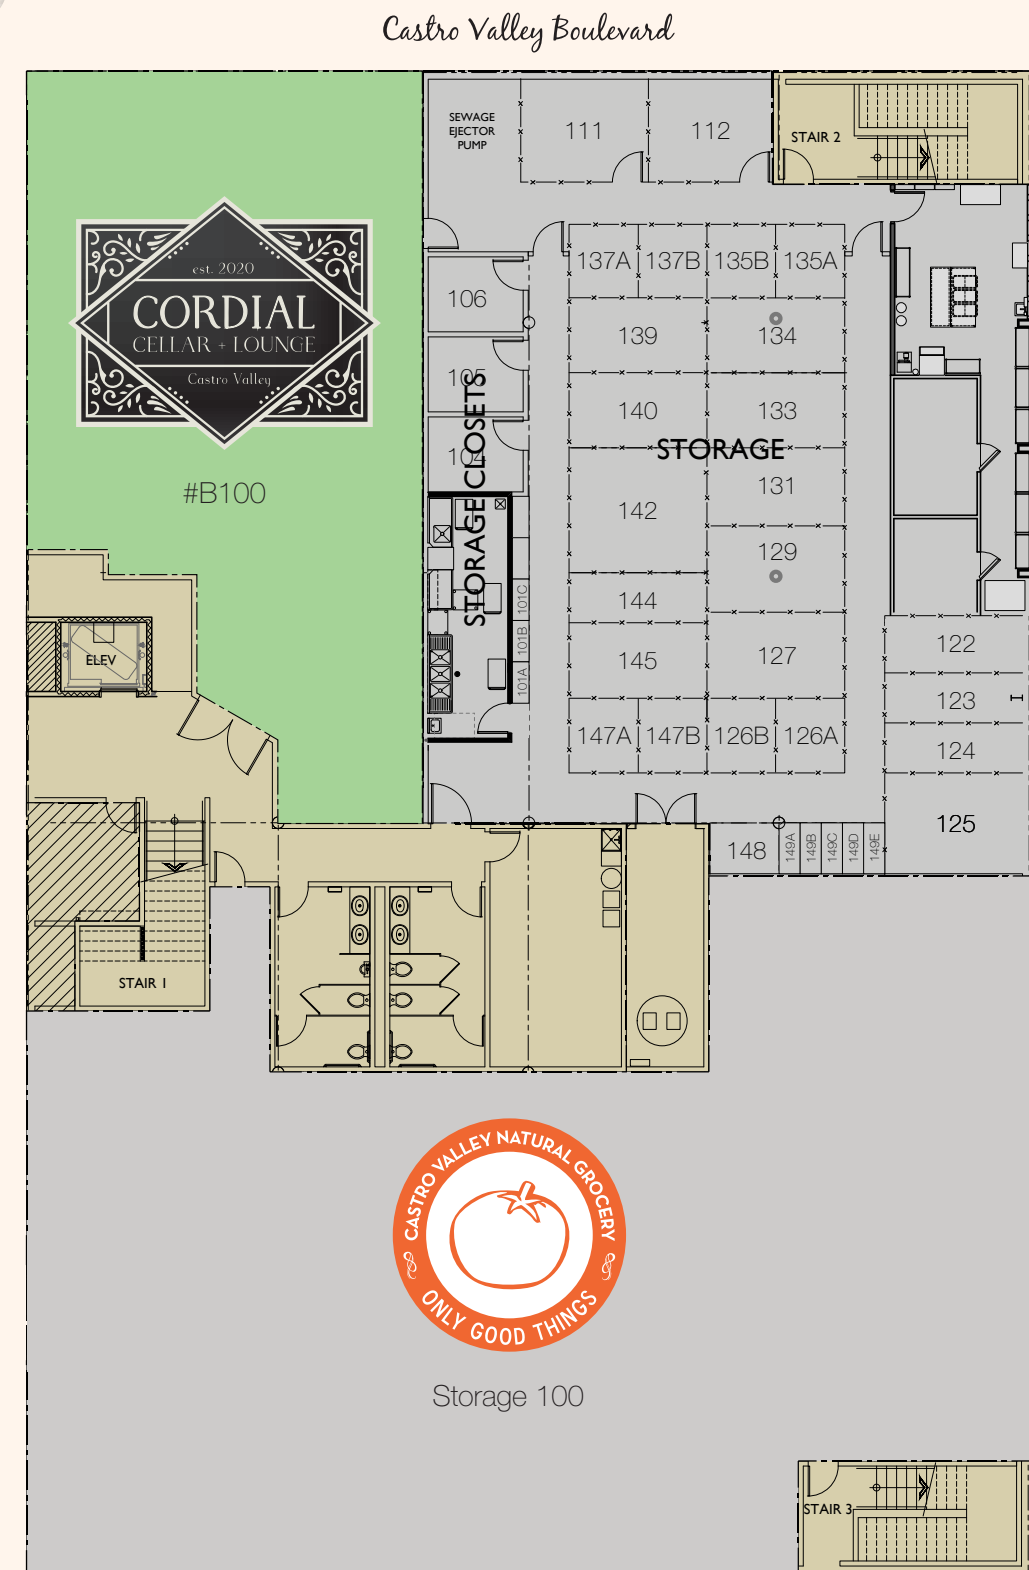 Castro Valley Boulevard
SEWAGE
EJECTOR
PUMP
111
112
STAIR 2
est. 2020
CORDIAL
CELLAR + LOUNGE
Castro Valley
#B100
137A
137B
135B
135A
106
139
134
105
140
133
104
STORAGE CLOSETS
STORAGE
131
142
129
101C
144
101B
145
127
101A
122
123
124
125
147A
147B
126B
126A
ELEV
148
149A
149B
149C
149D
149E
STAIR 1
CASTRO VALLEY NATURAL GROCERY
ONLY GOOD THINGS
Storage 100
STAIR 3